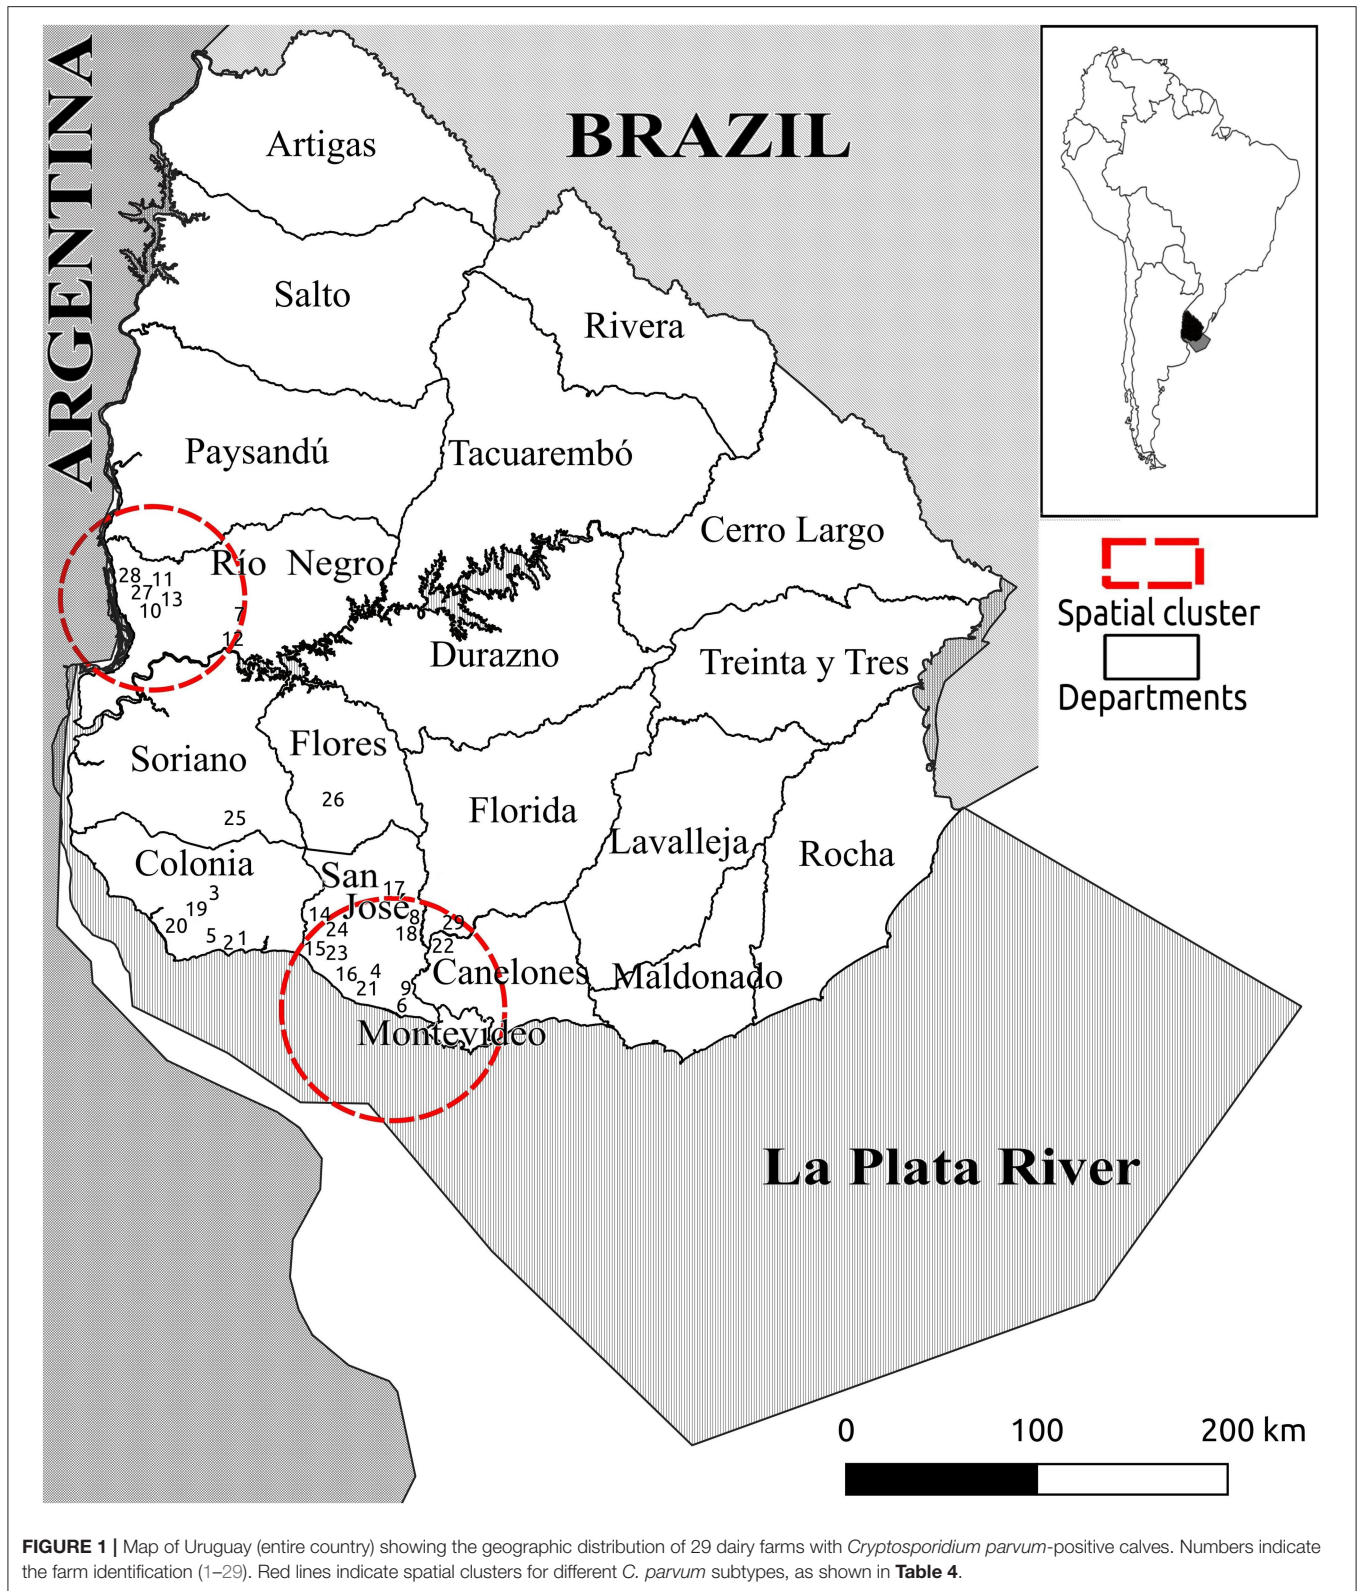 ARGENTINA
BRAZIL
Artigas
Salto
Rivera
Paysandú
Tacuarembó
Cerro Largo
Río Negro
28 11
27 13
10
7
12
Durazno
Treinta y Tres
Spatial cluster
Departments
Soriano
Flores
26
25
Florida
Lavalleja
Rocha
Colonia
3
19
20
5 2 1
San
José
17
14
24
8
18
29
22
15 23
16 4
21
9
6
Canelones
Maldonado
Montevideo
La Plata River
0 100 200 km
FIGURE 1 | Map of Uruguay (entire country) showing the geographic distribution of 29 dairy farms with Cryptosporidium parvum-positive calves. Numbers indicate
the farm identification (1–29). Red lines indicate spatial clusters for different C. parvum subtypes, as shown in Table 4.